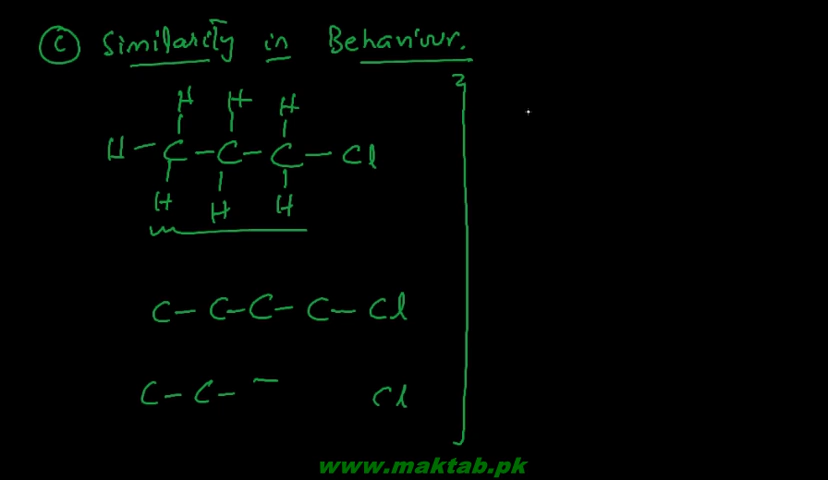 (C) Similarity in Behaviour.
H H H
H - C - C - C - Cl
H H H
C - C - C - C - Cl
C - C - - Cl
www.maktab.pk